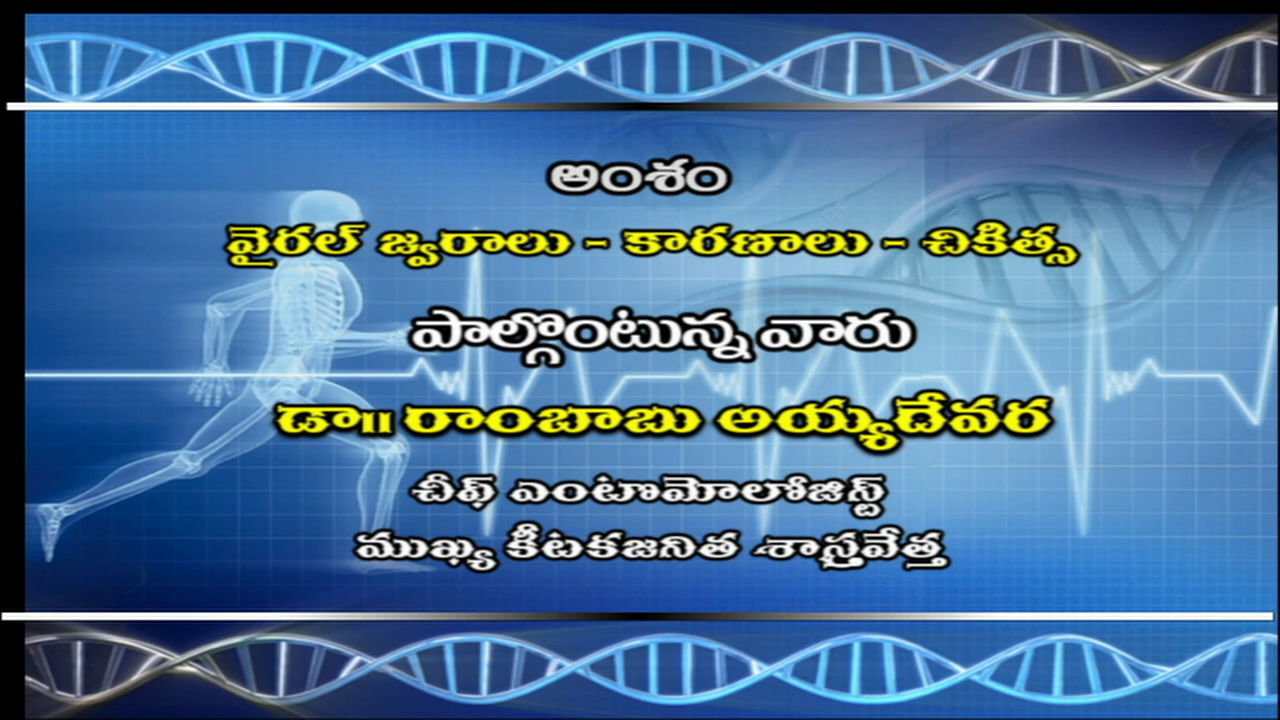 అంశం
వైరల్ జ్వరాలు - కారణాలు - చికిత్స
పాల్గొంటున్న వారు
డా॥ రాంబాబు అయ్యదేవర
చీఫ్ ఎంటామోలోజిస్ట్
ముఖ్య కీటకజనిత శాస్త్రవేత్త